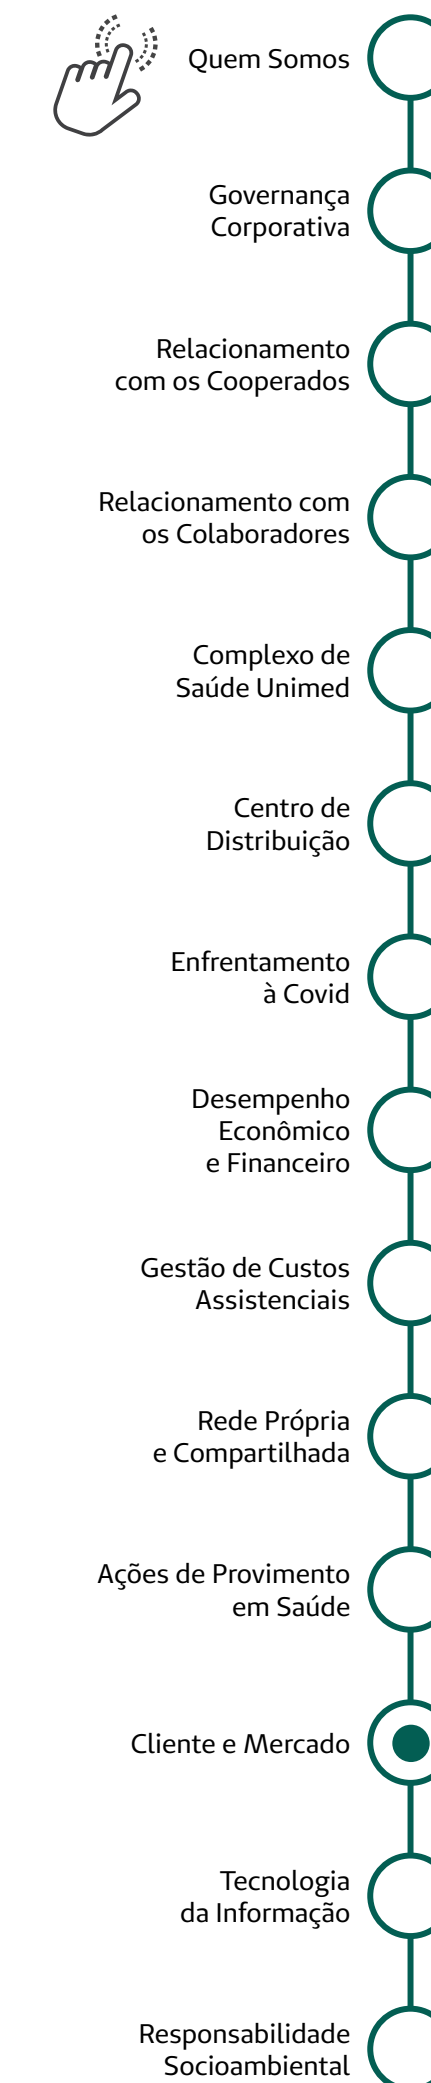 Quem Somos
Governança
Corporativa
Relacionamento
com os Cooperados
Relacionamento com
os Colaboradores
Complexo de
Saúde Unimed
Centro de
Distribuição
Enfrentamento
à Covid
Desempenho
Econômico
e Financeiro
Gestão de Custos
Assistenciais
Rede Própria
e Compartilhada
Ações de Provimento
em Saúde
Cliente e Mercado
Tecnologia
da Informação
Responsabilidade
Socioambiental